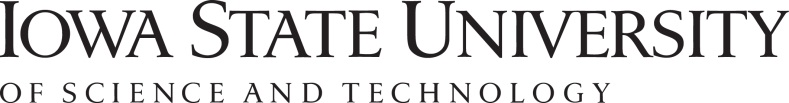 IOWA STATE UNIVERSITY
OF SCIENCE AND TECHNOLOGY